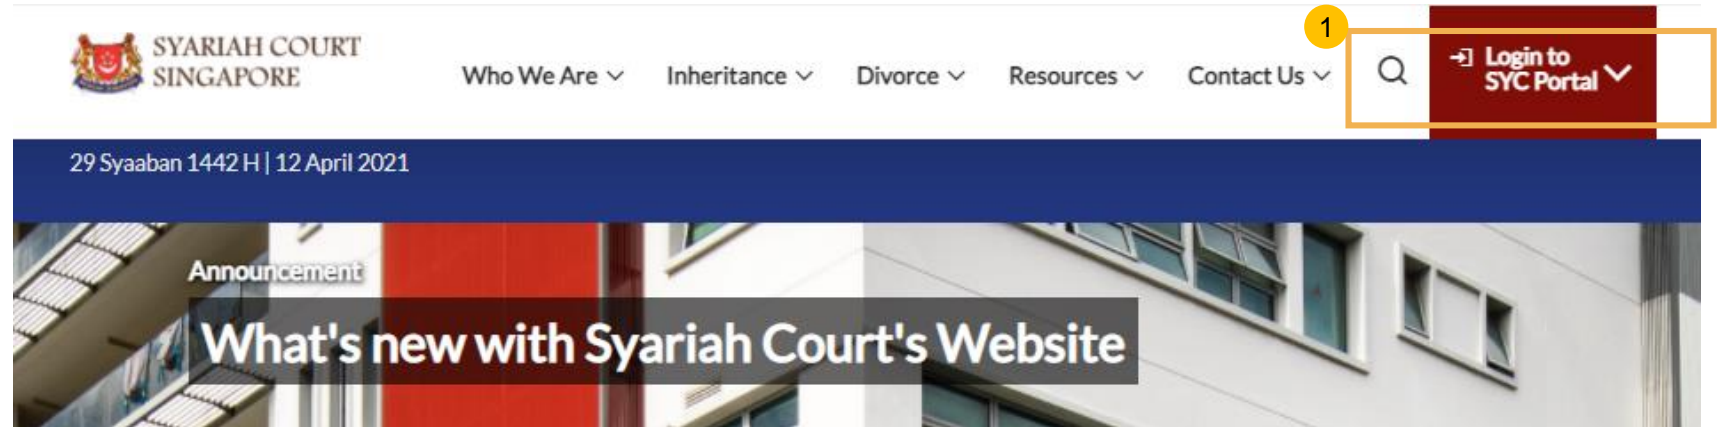 1
SYARIAH COURT
SINGAPORE
Who We Are
Inheritance
Divorce
Resources
Contact Us
Login to
SYC Portal
29 Syaaban 1442 H | 12 April 2021
Announcement
What's new with Syariah Court's Website